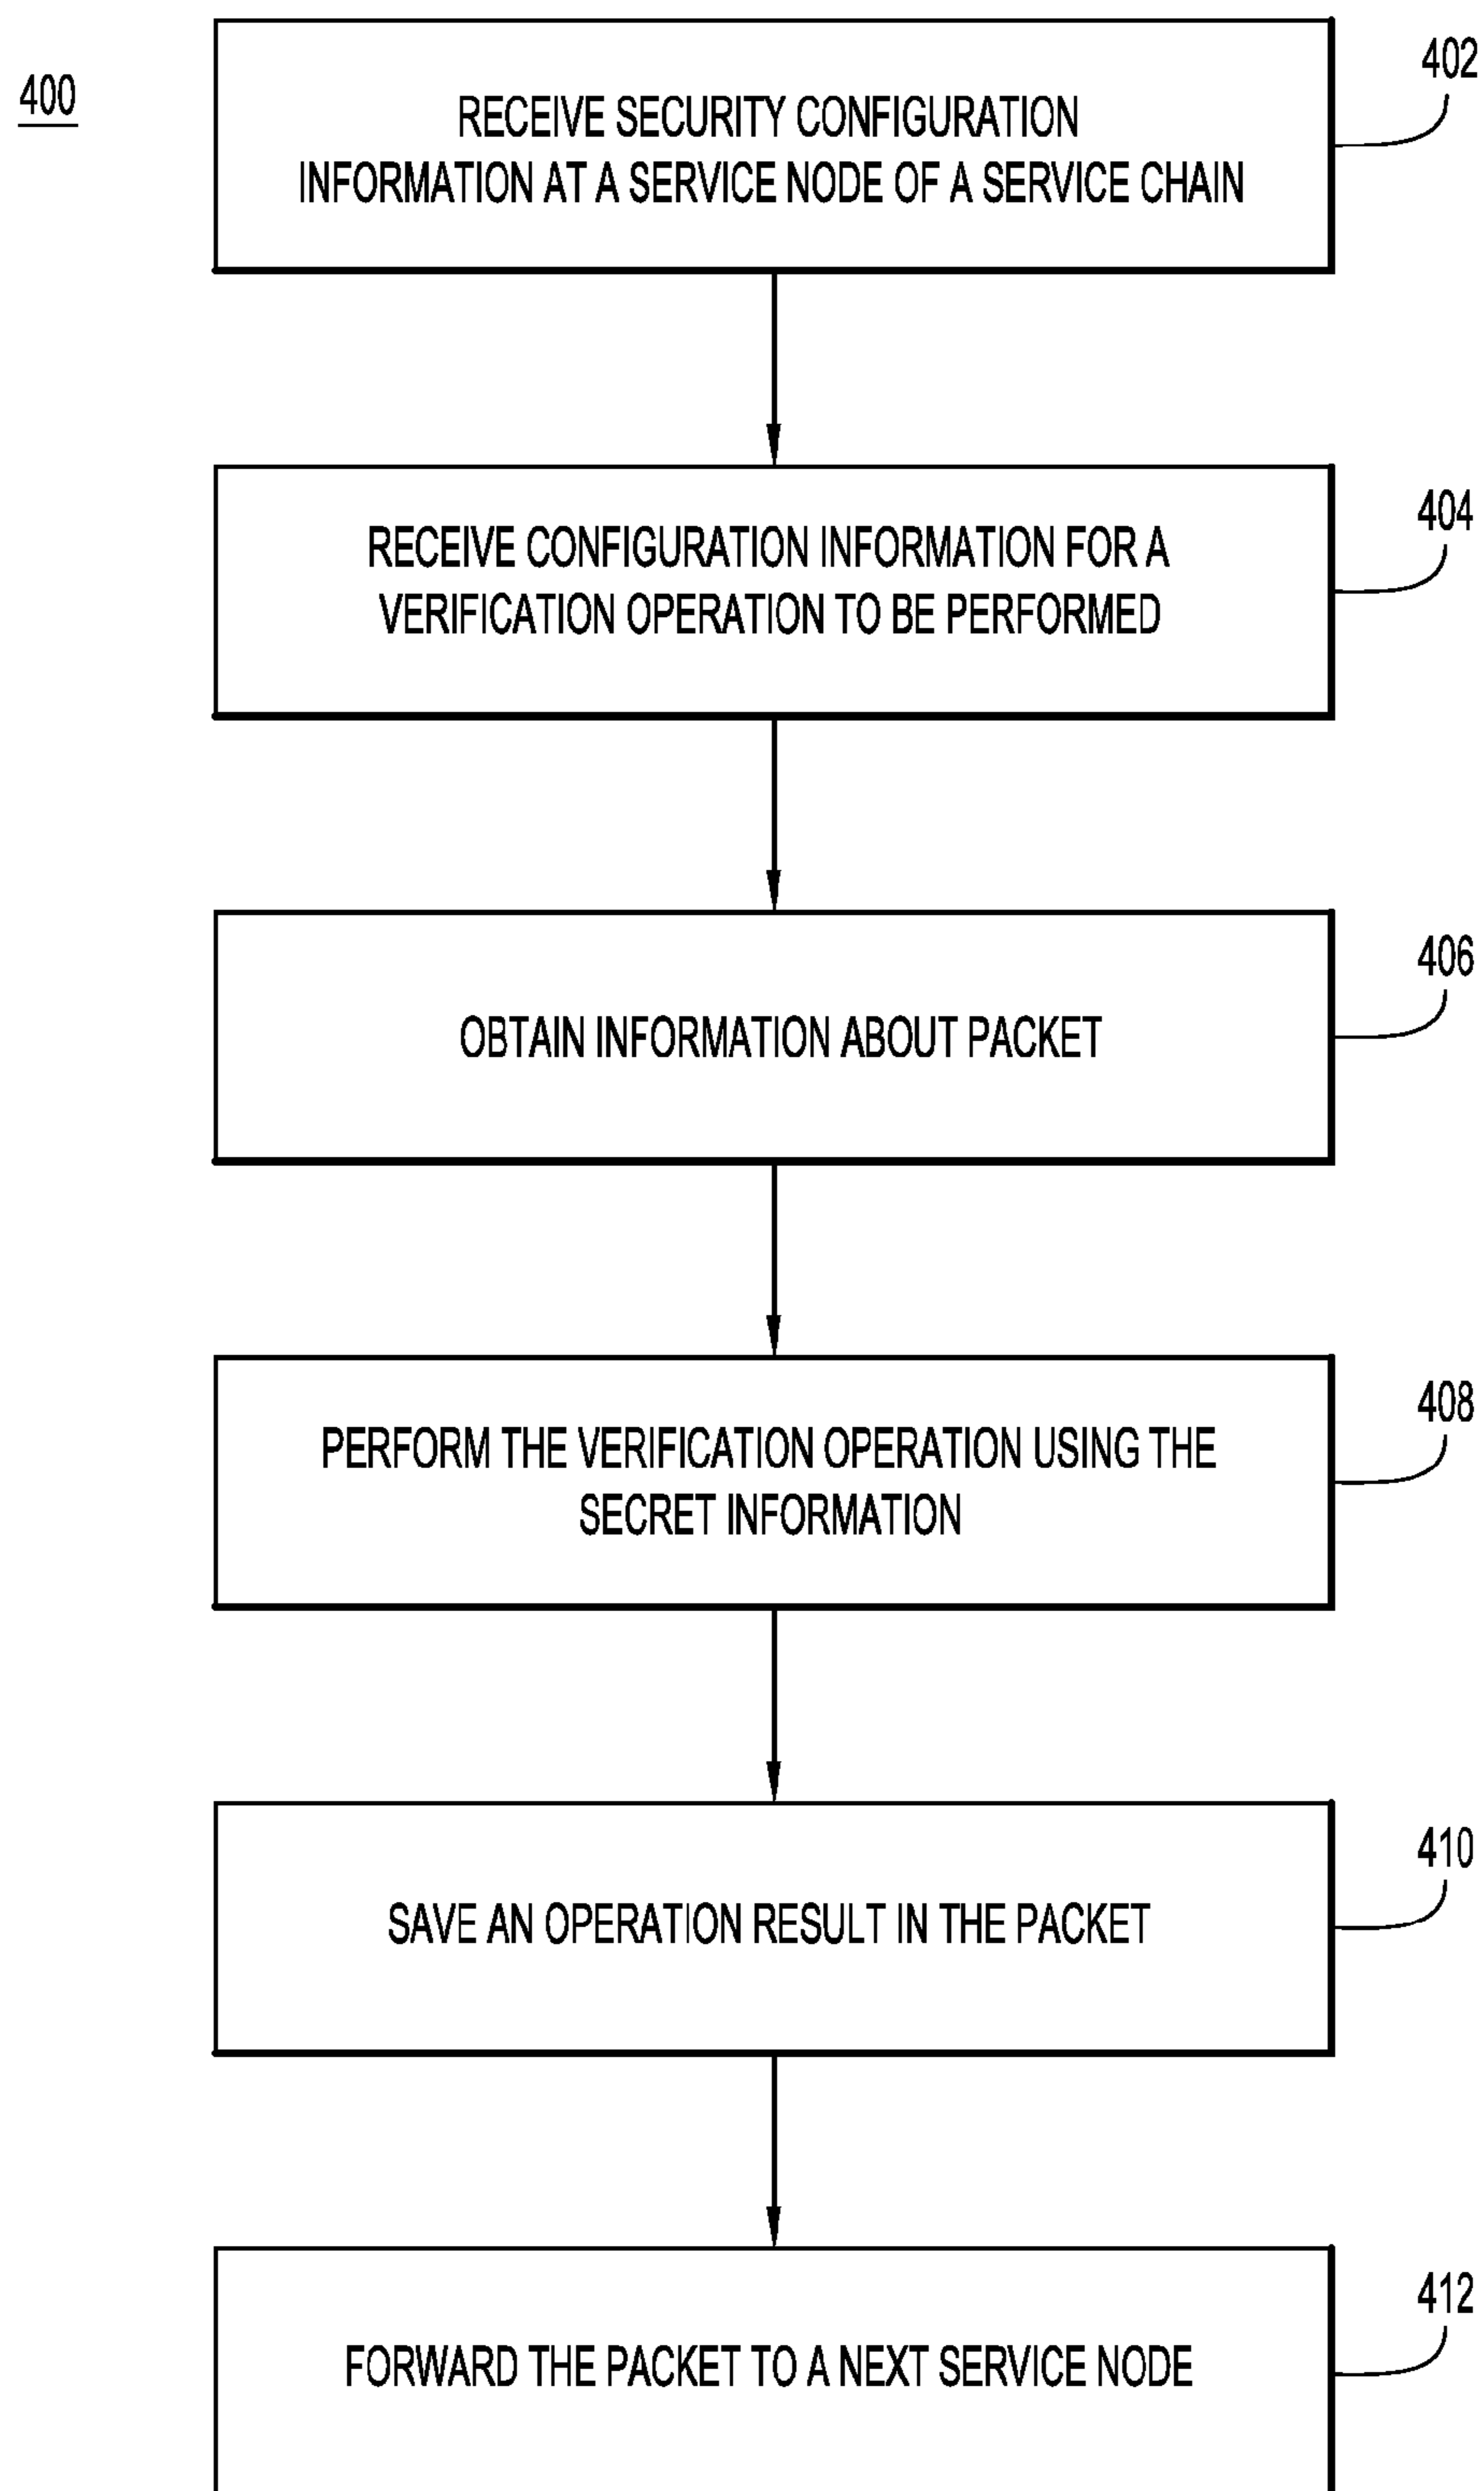 400
402
RECEIVE SECURITY CONFIGURATION
INFORMATION AT A SERVICE NODE OF A SERVICE CHAIN
404
RECEIVE CONFIGURATION INFORMATION FOR A
VERIFICATION OPERATION TO BE PERFORMED
406
OBTAIN INFORMATION ABOUT PACKET
408
PERFORM THE VERIFICATION OPERATION USING THE
SECRET INFORMATION
410
SAVE AN OPERATION RESULT IN THE PACKET
412
FORWARD THE PACKET TO A NEXT SERVICE NODE